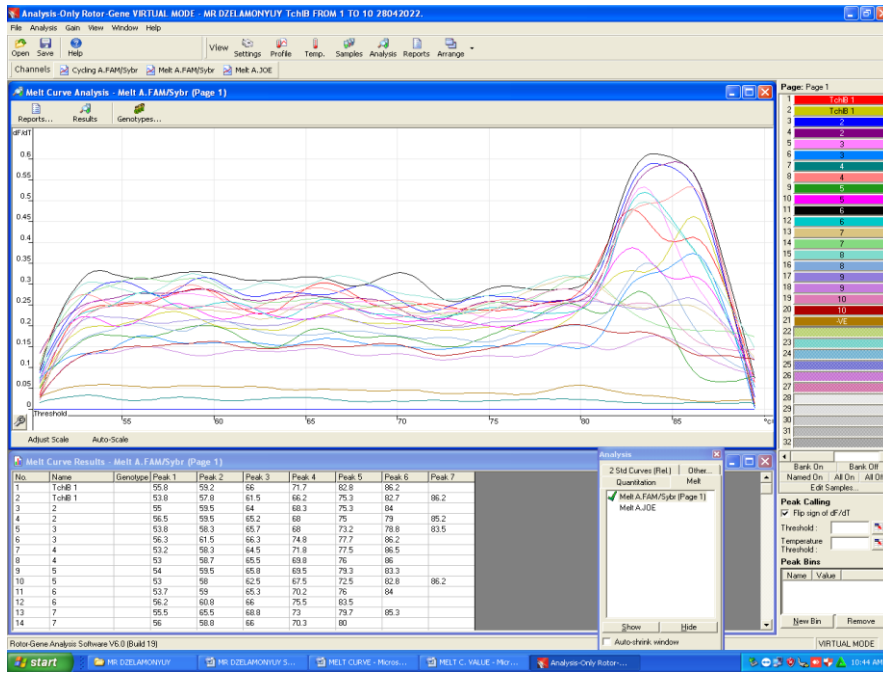 Analysis-Only Rotor-Gene VIRTUAL MODE - MR DZELAMONYUY TchlB FROM 1 TO 10 28042022.
File Analysis Gain View Window Help
Open Save Help View Settings Profile Temp. Samples Analysis Reports Arrange
Channels Cycling A.FAM/Sybr Melt A.FAM/Sybr Melt A.JOE
Melt Curve Analysis - Melt A.FAM/Sybr (Page 1)
Reports... Results Genotypes...
dF/dT
0.6
0.55
0.5
0.45
0.4
0.35
0.3
0.25
0.2
0.15
0.1
0.05
0
Threshold
55 60 65 70 75 80 85
Adjust Scale Auto-Scale
Melt Curve Results - Melt A.FAM/Sybr (Page 1)
No. Name Genotype Peak 1 Peak 2 Peak 3 Peak 4 Peak 5 Peak 6 Peak 7
1 TchlB 1 55.8 59.2 66 71.7 82.8 86.2
2 TchlB 1 53.8 57.8 61.5 66.2 75.3 82.7 86.2
3 2 55 59.5 64 68.3 75.3 84
4 2 56.5 59.5 65.2 68 75 79 85.2
5 3 53.8 58.3 65.7 68 73.2 78.8 83.5
6 3 56.3 61.5 66.3 74.8 77.7 86.2
7 4 53.2 58.3 64.5 71.8 77.5 86.5
8 4 53 58.7 65.5 69.8 76 86
9 5 54 59.5 65.8 69.5 79.3 83.3
10 5 53 58 62.5 67.5 72.5 82.8 86.2
11 6 53.7 59 65.3 70.2 76 84
12 6 56.2 60.8 66 75.5 83.5
13 7 55.5 65.5 68.8 73 79.7 85.3
14 7 56 58.8 66 70.3 80
Analysis
2 Std Curves (Rel.) Other...
Quantitation Melt
Melt A.FAM/Sybr (Page 1)
Melt A.JOE
Show Hide
Auto-shrink window
Page: Page 1
1 TchlB 1
2 TchlB 1
3 2
4 2
5 3
6 3
7 4
8 4
9 5
10 5
11 6
12 6
13 7
14 7
15 8
16 8
17 9
18 9
19 10
20 10
21 -VE
22
23
24
25
26
27
28
29
30
31
32
Bank On Bank Off
Named On All On All Off
Edit Samples...
Peak Calling
Flip sign of dF/dT
Threshold :
Temperature
Threshold :
Peak Bins
Name Value
New Bin Remove
Rotor-Gene Analysis Software V6.0 (Build 19) VIRTUAL MODE
start MR DZELAMONYUY MR DZELAMONYUY S... MELT CURVE - Micros... MELT C. VALUE - Micr... Analysis-Only Rotor-... 10:44 AM